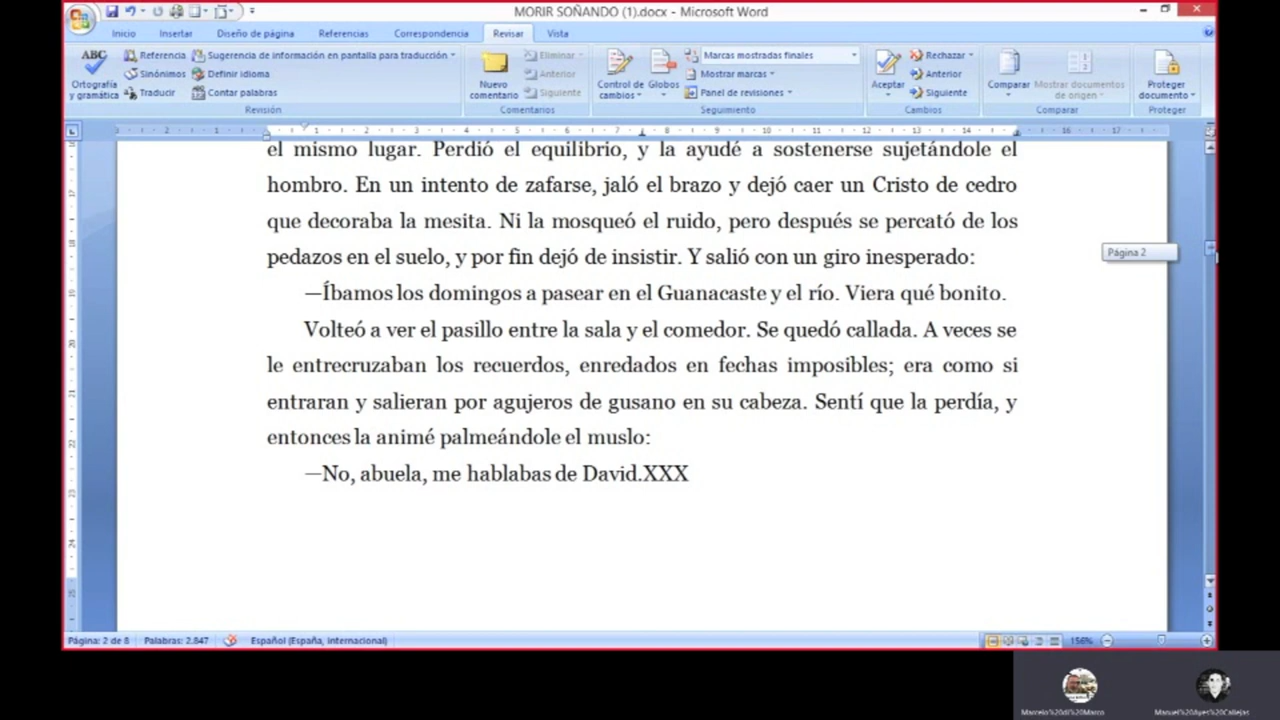 MORIR SOÑANDO (1).docx - Microsoft Word
Inicio Insertar Diseño de página Referencias Correspondencia Revisar Vista
ABC Ortografía y gramática
Referencia Sugerencia de información en pantalla para traducción
Sinónimos Definir idioma
Traducir Contar palabras
Revisión
Nuevo comentario
Eliminar
Anterior
Siguiente
Comentarios
Control de cambios Globos
Marcas mostradas finales
Mostrar marcas
Panel de revisiones
Seguimiento
Aceptar
Rechazar
Anterior
Siguiente
Cambios
Comparar Mostrar documentos de origen
Comparar
Proteger documento
Proteger
el mismo lugar. Perdió el equilibrio, y la ayudé a sostenerse sujetándole el
hombro. En un intento de zafarse, jaló el brazo y dejó caer un Cristo de cedro
que decoraba la mesita. Ni la mosqueó el ruido, pero después se percató de los
pedazos en el suelo, y por fin dejó de insistir. Y salió con un giro inesperado:
—Íbamos los domingos a pasear en el Guanacaste y el río. Viera qué bonito.
Volteó a ver el pasillo entre la sala y el comedor. Se quedó callada. A veces se
le entrecruzaban los recuerdos, enredados en fechas imposibles; era como si
entraran y salieran por agujeros de gusano en su cabeza. Sentí que la perdía, y
entonces la animé palmeándole el muslo:
—No, abuela, me hablabas de David.XXX
Página 2
Página: 2 de 8 Palabras: 2.847 Español (España, internacional) 156%
Marcelo%20di%20Marco Manuel%20Ayes%20Callejas